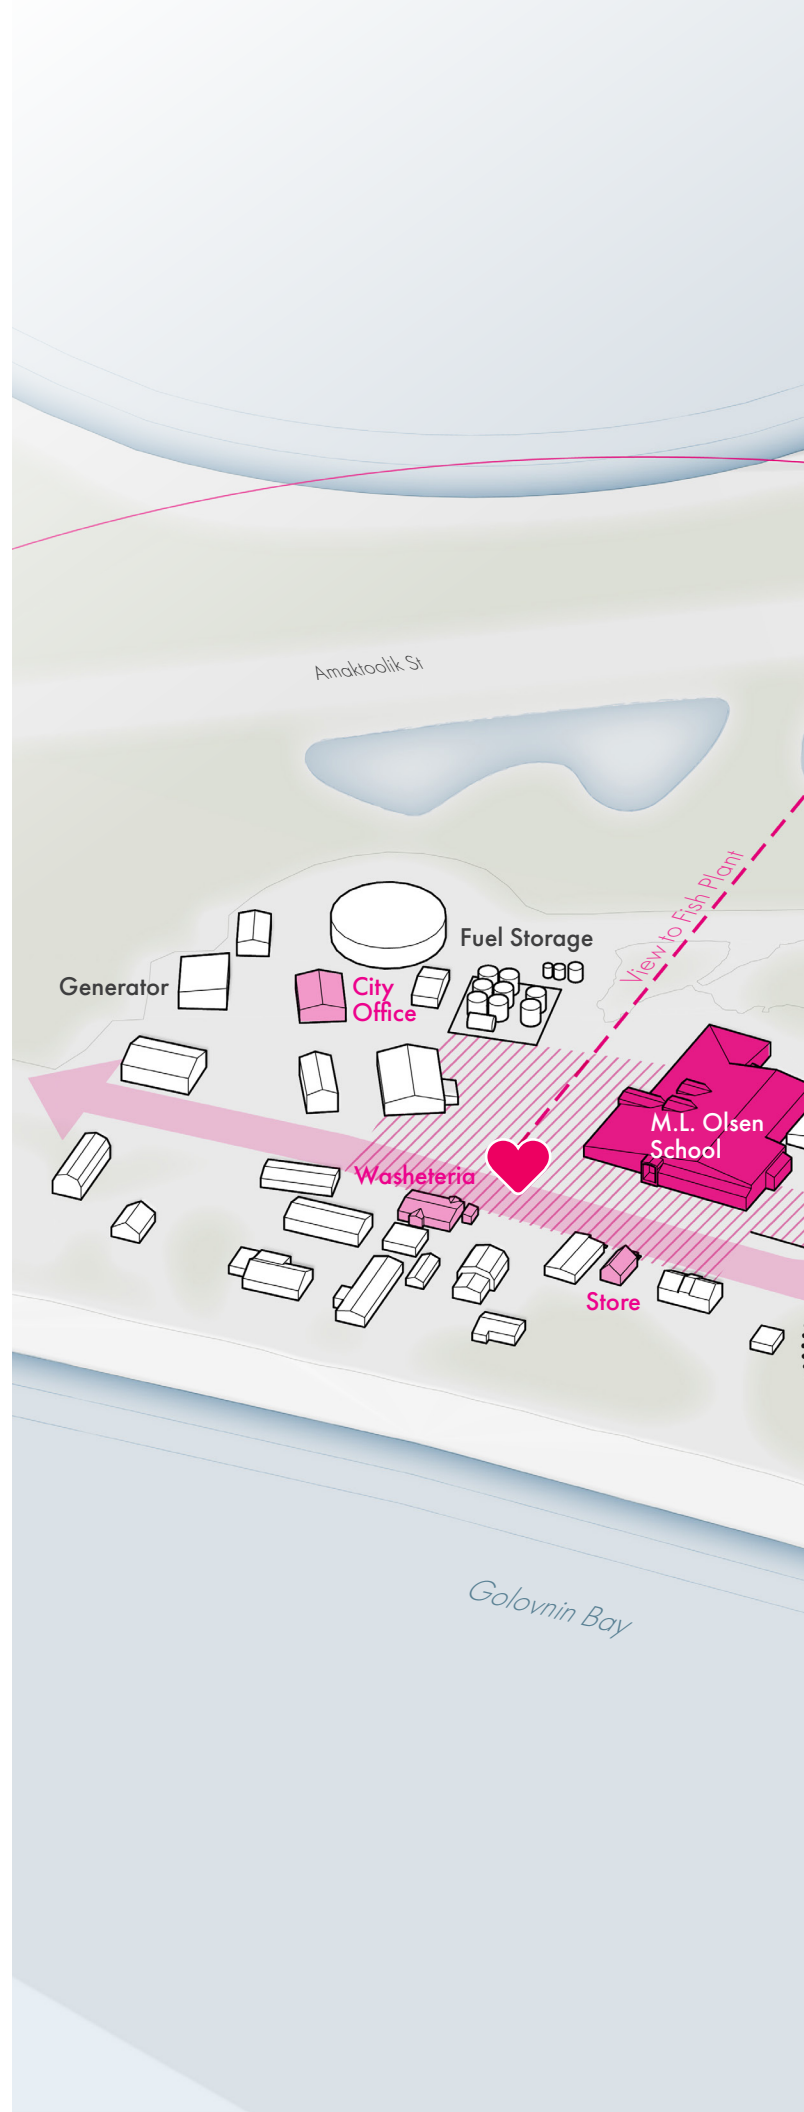 Amaktoolik St
View to Fish Plant
Fuel Storage
Generator
City
Office
M.L. Olsen
School
Washeteria
Store
Golovnin Bay